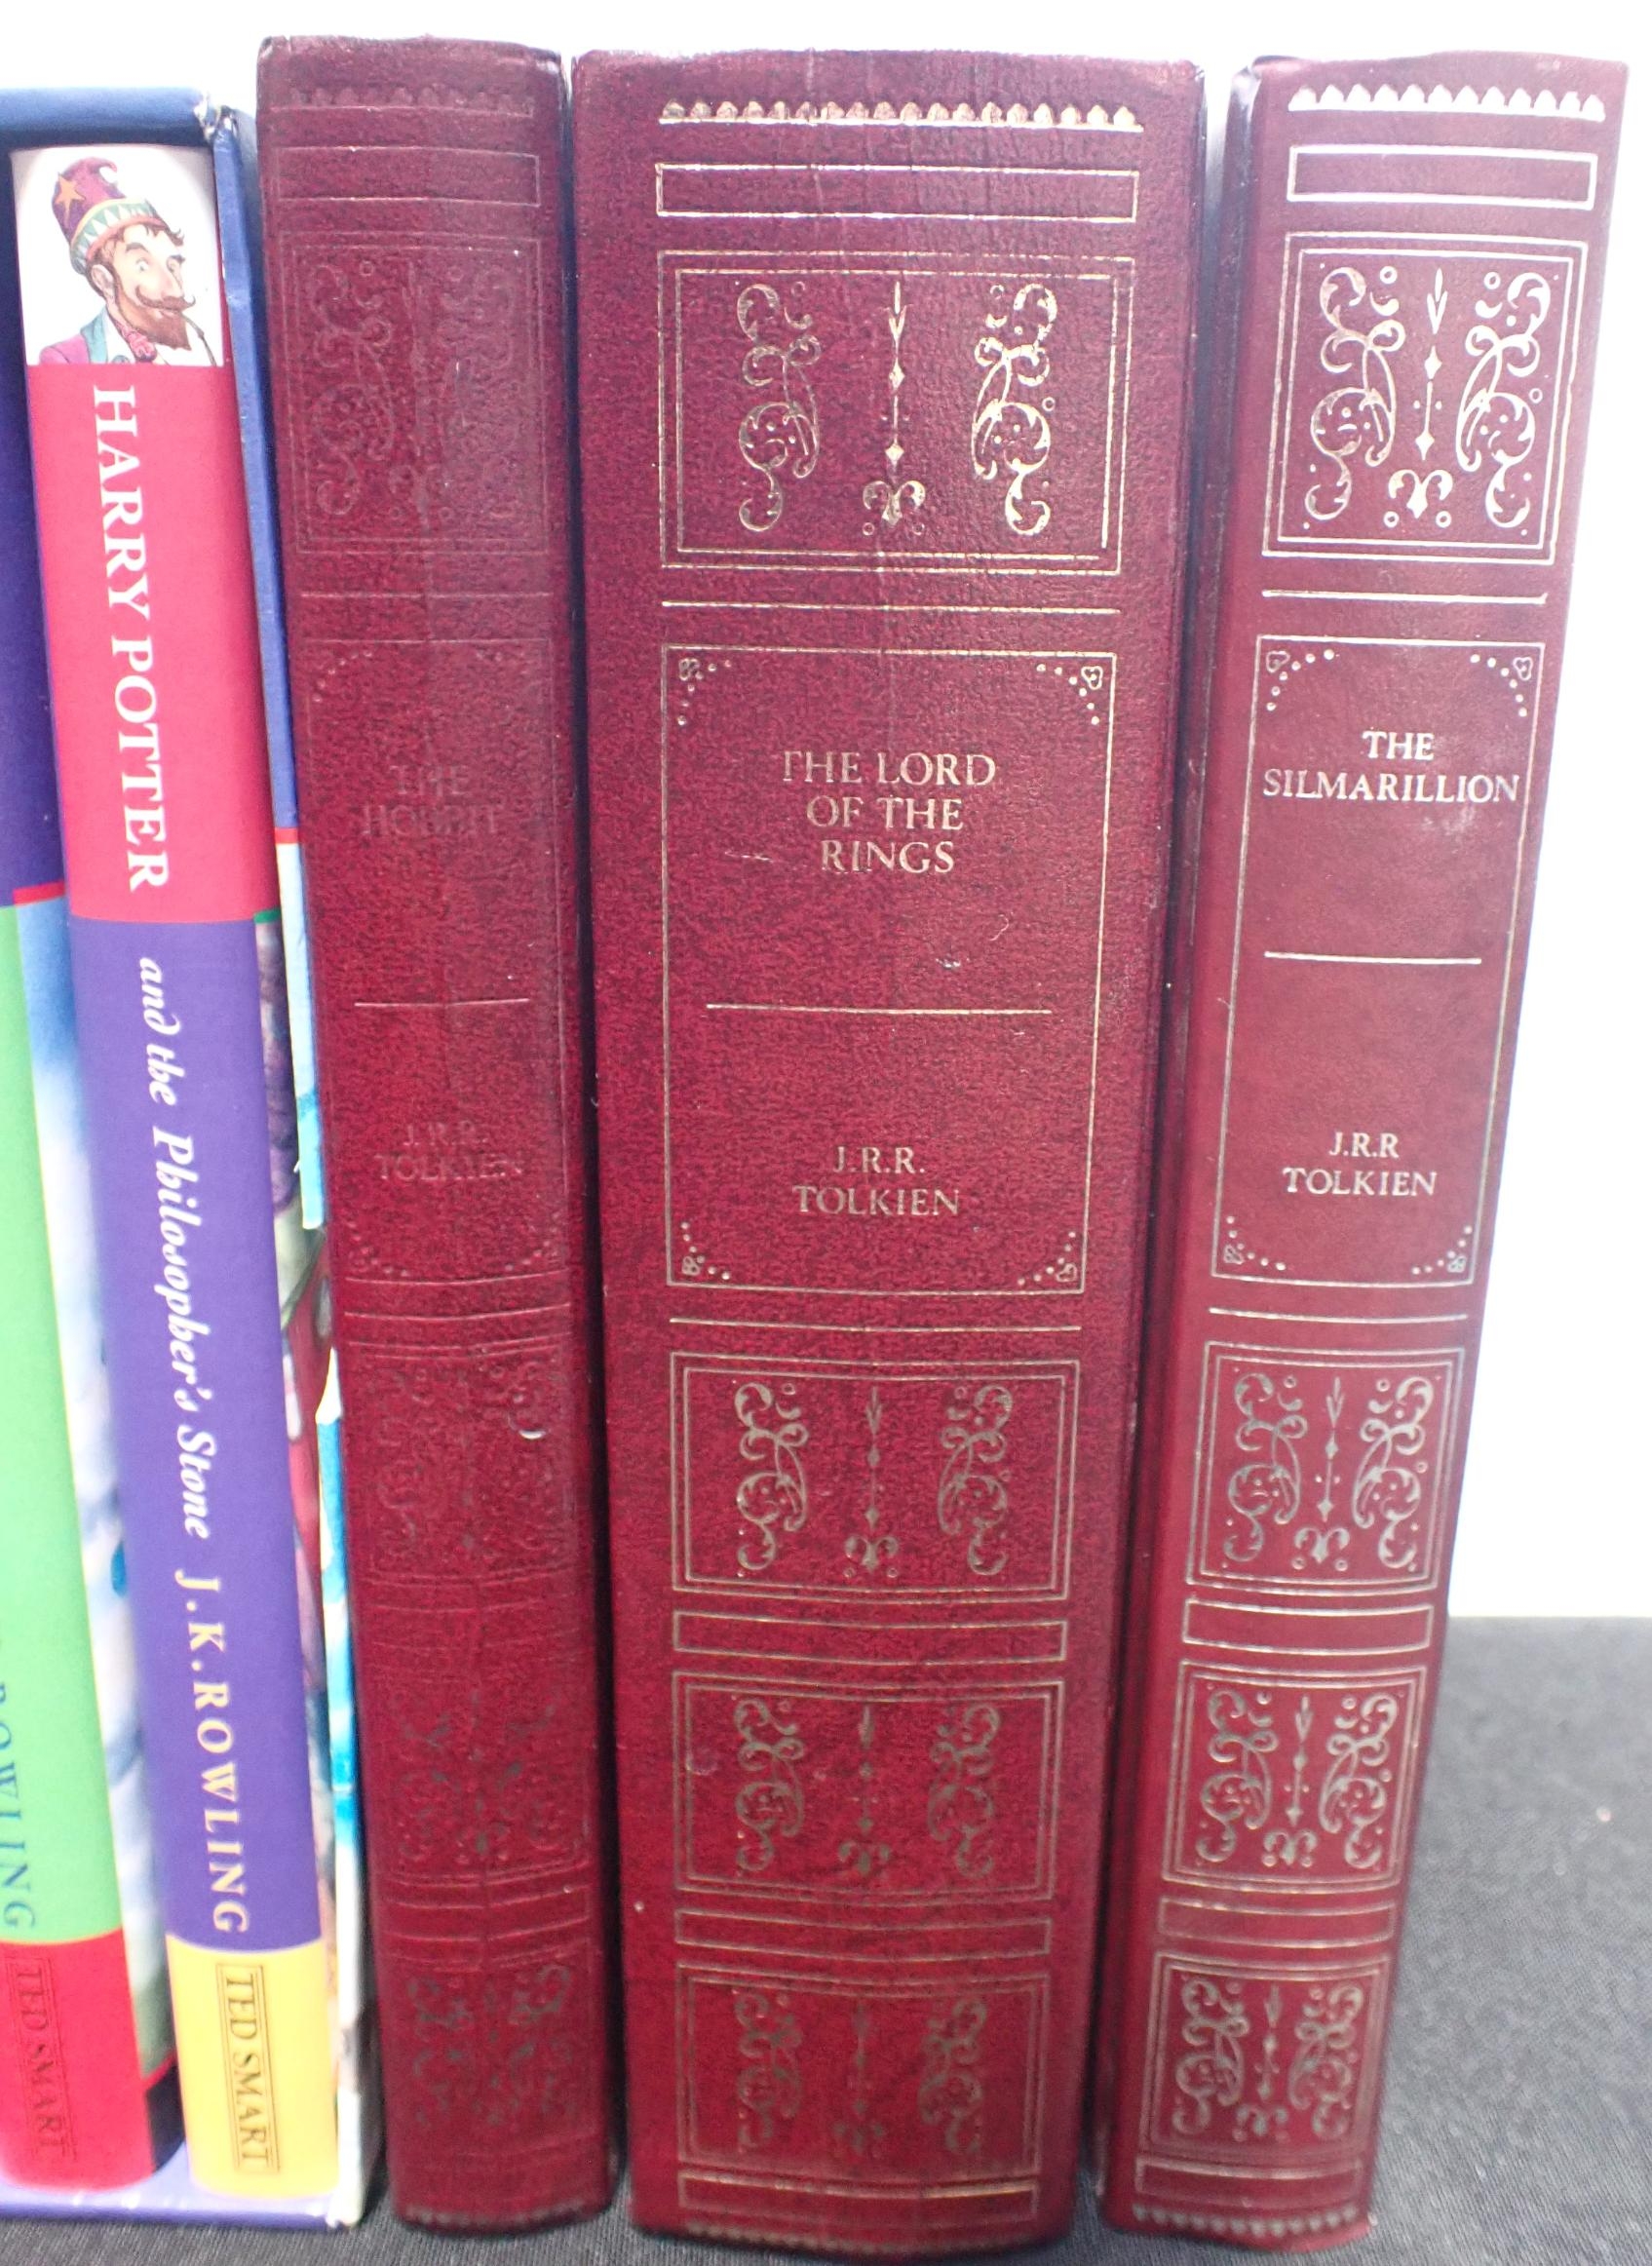 ROWLING
TED SMART
HARRY POTTER and the Philosopher's Stone J.K.ROWLING
TED SMART
THE
HOBBIT
J.R.R.
TOLKIEN
THE LORD
OF THE
RINGS
J.R.R.
TOLKIEN
THE
SILMARILLION
J.R.R
TOLKIEN